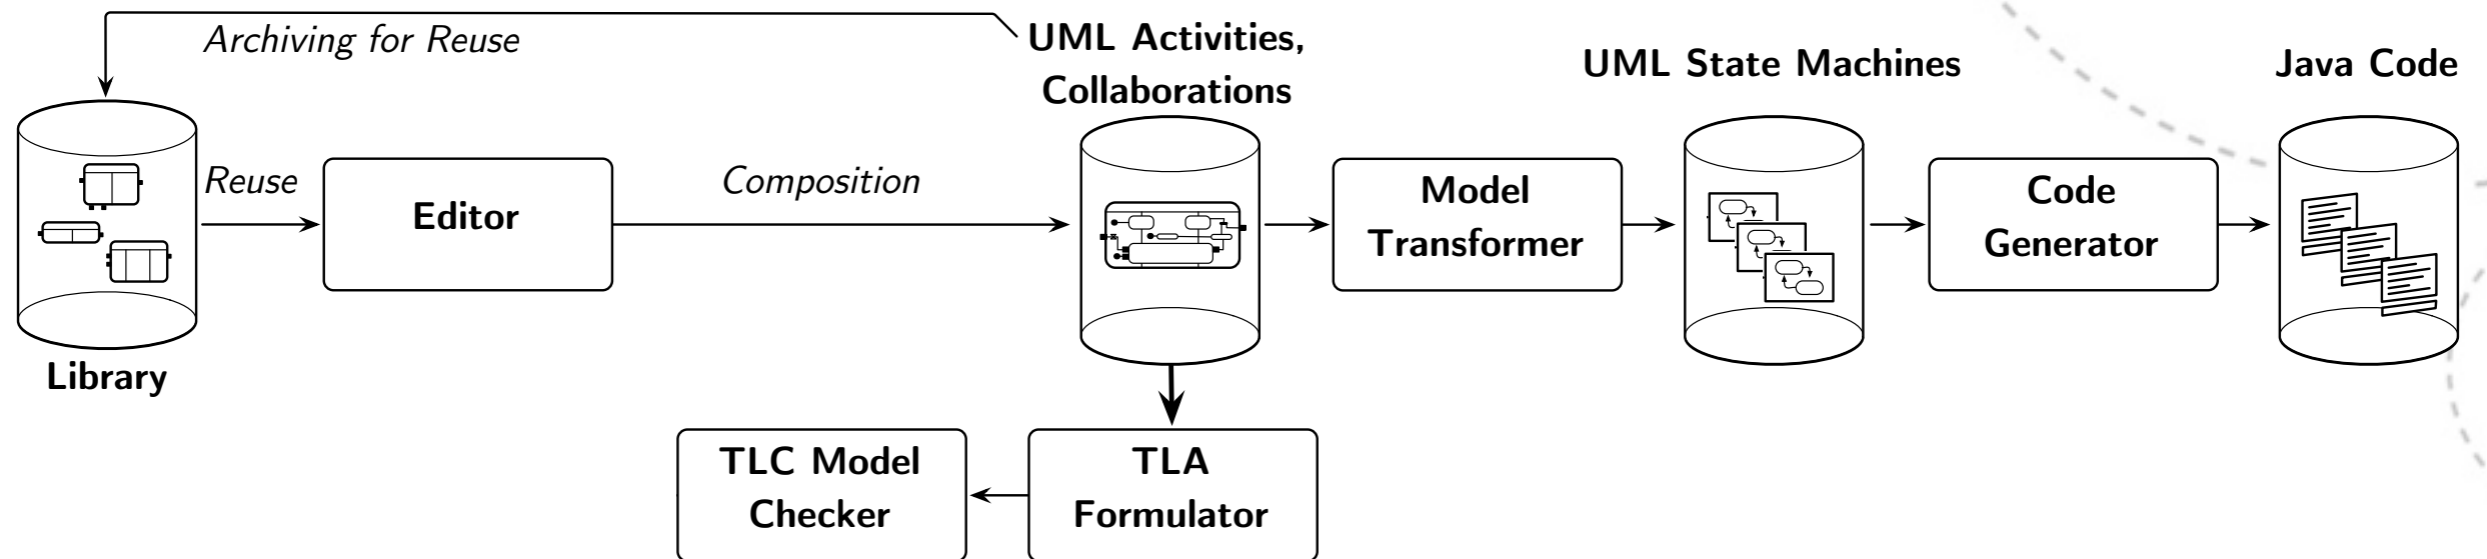 Archiving for Reuse
UML Activities,
Collaborations
UML State Machines
Java Code
Reuse
Editor
Composition
Model
Transformer
Code
Generator
Library
TLC Model
Checker
TLA
Formulator